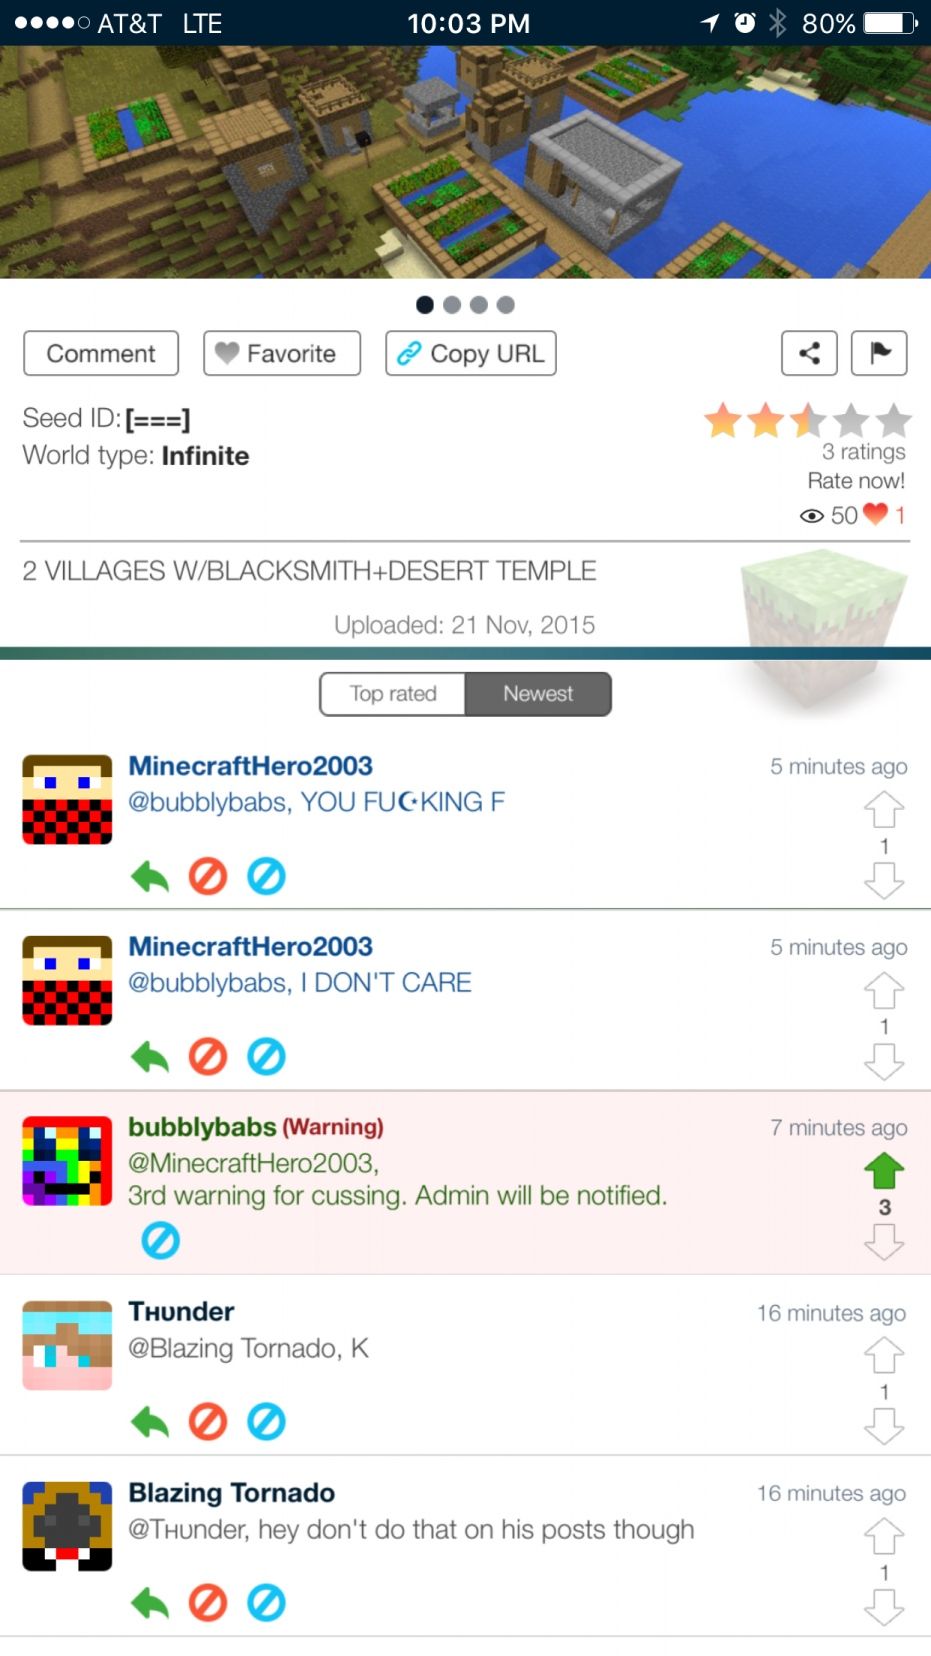 AT&T LTE 10:03 PM 80%
Comment Favorite Copy URL
Seed ID: [===]
World type: Infinite
3 ratings
Rate now!
50 1
2 VILLAGES W/BLACKSMITH+DESERT TEMPLE
Uploaded: 21 Nov, 2015
Top rated Newest
MinecraftHero2003 5 minutes ago
@bubblybabs, YOU FU☪KING F
1
MinecraftHero2003 5 minutes ago
@bubblybabs, I DON'T CARE
1
bubblybabs (Warning) 7 minutes ago
@MinecraftHero2003,
3rd warning for cussing. Admin will be notified.
3
Tʜᴜnder 16 minutes ago
@Blazing Tornado, K
1
Blazing Tornado 16 minutes ago
@Tʜᴜnder, hey don't do that on his posts though
1